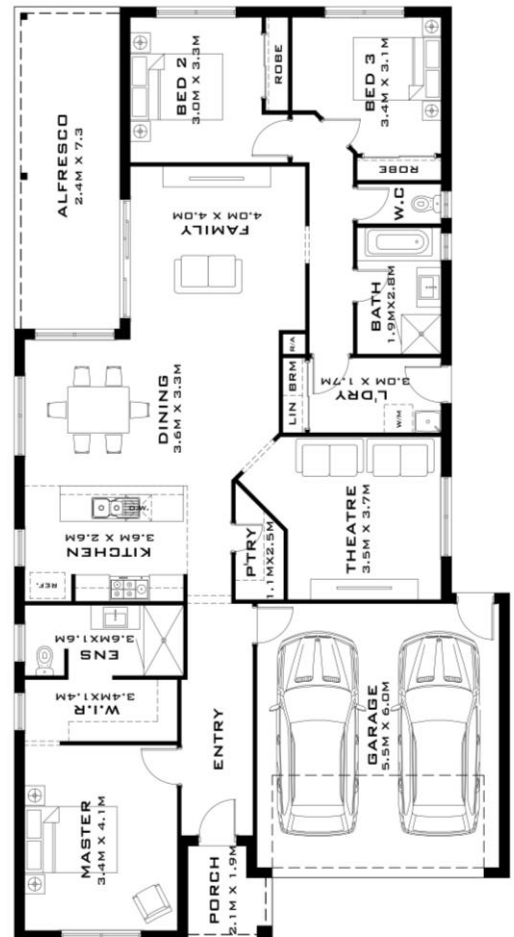 ALFRESCO
2.4M X 7.3
BED 2
3.0M X 3.3M
ROBE
BED 3
3.4M X 3.1M
ROBE
W.C
FAMILY
4.0M X 4.0M
BATH
1.9MX2.8M
R/A
LIN
BRM
L'DRY
3.0M X 1.7M
W/M
DINING
3.6M X 3.3M
KITCHEN
3.6M X 2.6M
REF.
P'TRY
1.1MX2.5M
THEATRE
3.5M X 3.7M
ENS
3.6MX1.6M
W.I.R
3.4MX1.4M
ENTRY
GARAGE
5.5M X 6.0M
MASTER
3.4M X 4.1M
PORCH
2.1M X 1.9M